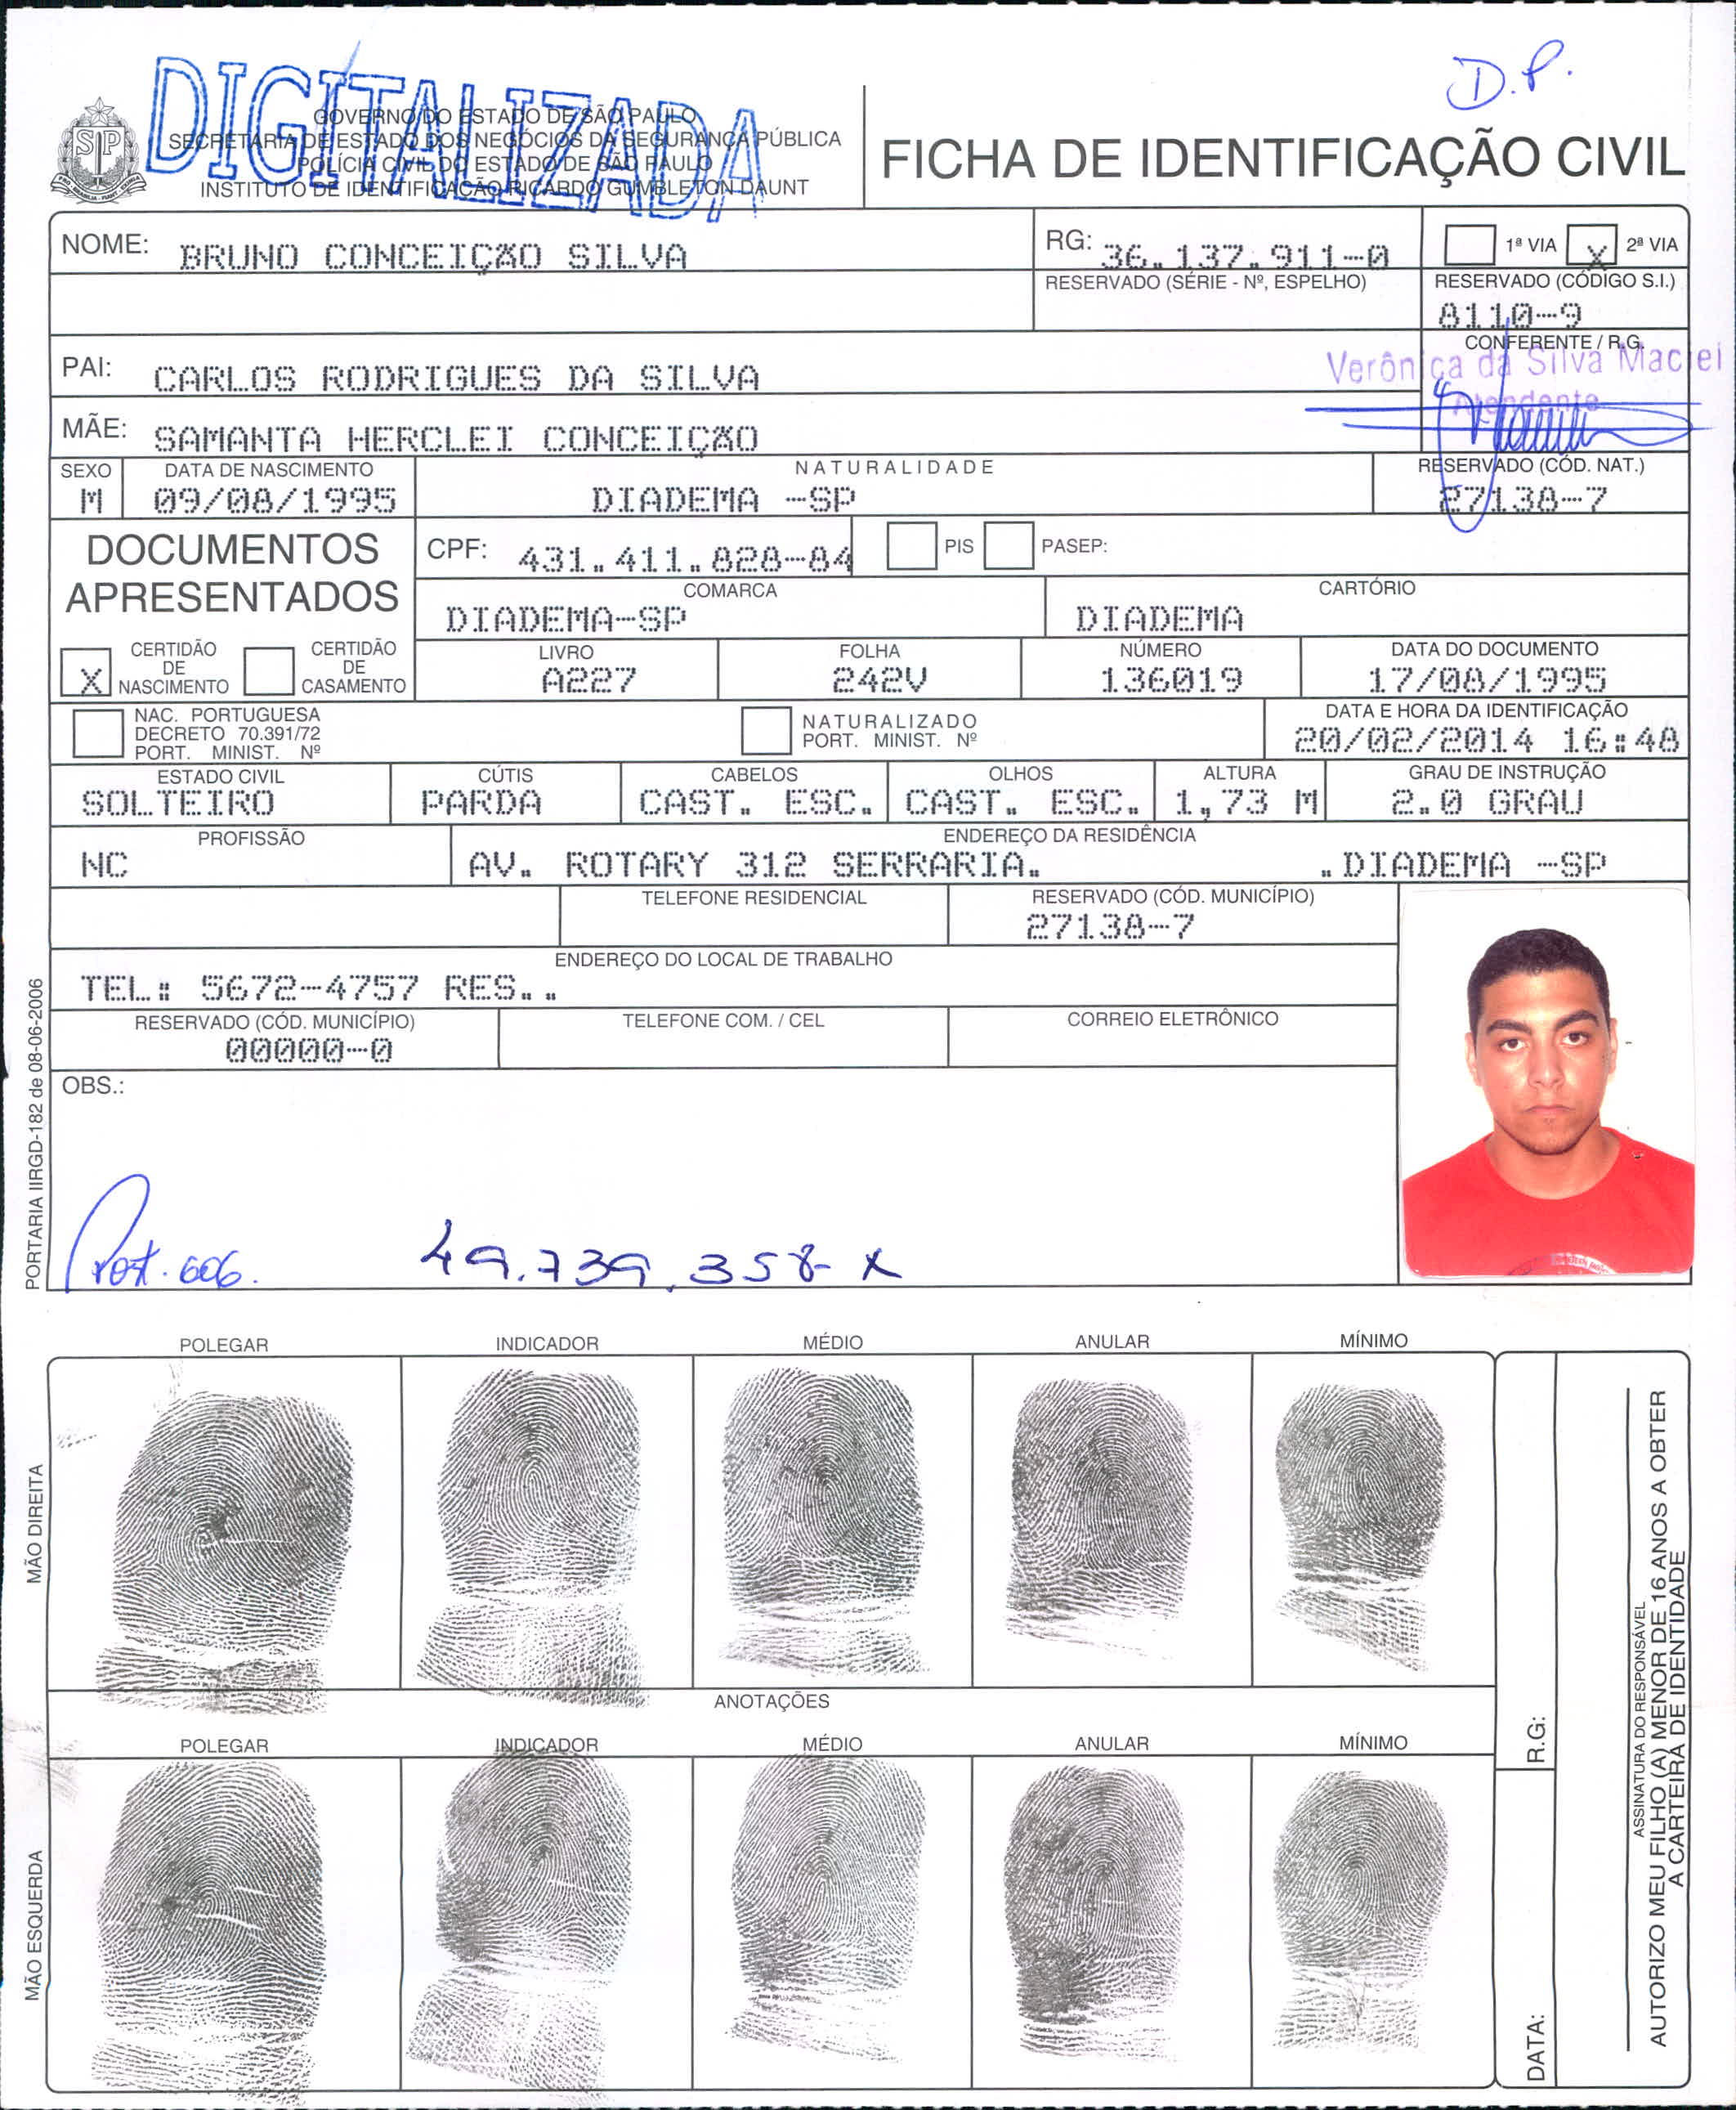 DIGITALIZADA
D.P.
GOVERNO DO ESTADO DE SÃO PAULO
SECRETARIA DE ESTADO DOS NEGÓCIOS DA SEGURANÇA PÚBLICA
POLÍCIA CIVIL DO ESTADO DE SÃO PAULO
INSTITUTO DE IDENTIFICAÇÃO RICARDO GUMBLETON DAUNT
SP
FICHA DE IDENTIFICAÇÃO CIVIL
NOME: BRUNO CONCEIÇÃO SILVA
RG: 36.137.911-0
1ª VIA X 2ª VIA
RESERVADO (SÉRIE - Nº, ESPELHO)
RESERVADO (CÓDIGO S.I.)
8110-9
PAI: CARLOS RODRIGUES DA SILVA
CONFERENTE / R.G.
Verônica da Silva Maciel
Atendente
MÃE: SAMANTA HERCLEI CONCEIÇÃO
SEXO
M
DATA DE NASCIMENTO
09/08/1995
NATURALIDADE
DIADEMA -SP
RESERVADO (CÓD. NAT.)
27138-7
DOCUMENTOS
APRESENTADOS
CPF: 431.411.828-84
PIS
PASEP:
COMARCA
DIADEMA-SP
CARTÓRIO
DIADEMA
X CERTIDÃO DE NASCIMENTO
CERTIDÃO DE CASAMENTO
LIVRO
A227
FOLHA
242V
NÚMERO
136019
DATA DO DOCUMENTO
17/08/1995
NAC. PORTUGUESA
DECRETO 70.391/72
PORT. MINIST. Nº
NATURALIZADO
PORT. MINIST. Nº
DATA E HORA DA IDENTIFICAÇÃO
20/02/2014 16:48
ESTADO CIVIL
SOLTEIRO
CÚTIS
PARDA
CABELOS
CAST. ESC.
OLHOS
CAST. ESC.
ALTURA
1,73 M
GRAU DE INSTRUÇÃO
2.0 GRAU
PROFISSÃO
NC
ENDEREÇO DA RESIDÊNCIA
AV. ROTARY 312 SERRARIA. .DIADEMA -SP
TELEFONE RESIDENCIAL
RESERVADO (CÓD. MUNICÍPIO)
27138-7
ENDEREÇO DO LOCAL DE TRABALHO
TEL: 5672-4757 RES..
RESERVADO (CÓD. MUNICÍPIO)
00000-0
TELEFONE COM. / CEL
CORREIO ELETRÔNICO
OBS.:
Port. 606.
49.739.358-X
PORTARIA IIRGD-182 de 08-06-2006
POLEGAR INDICADOR MÉDIO ANULAR MÍNIMO
MÃO DIREITA
ANOTAÇÕES
POLEGAR INDICADOR MÉDIO ANULAR MÍNIMO
MÃO ESQUERDA
R.G:
DATA:
ASSINATURA DO RESPONSÁVEL
AUTORIZO MEU FILHO (A) MENOR DE 16 ANOS A OBTER
A CARTEIRA DE IDENTIDADE